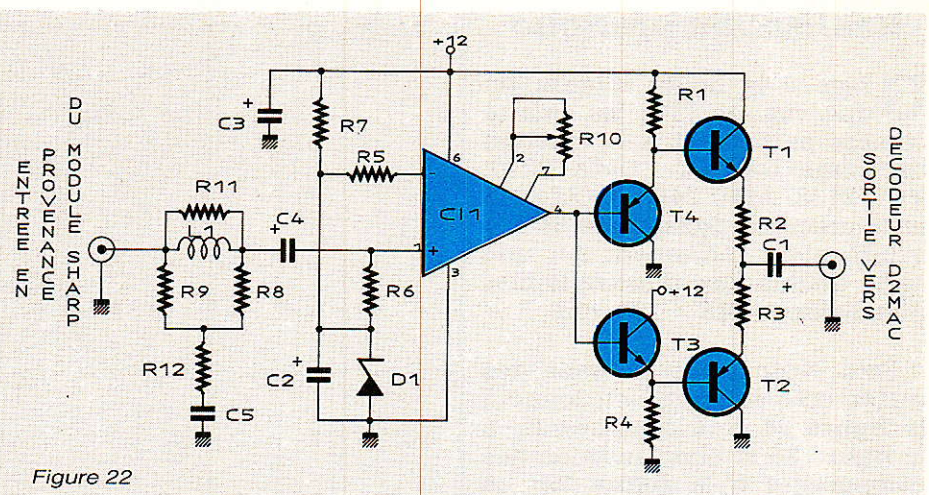 +12
ENTREE EN
PROVENANCE
DU MODULE SHARP
+
C3
R7
R5
R11
L1
+
C4
R9
R8
R12
C5
R6
+
C2
D1
-
+
CI1
6
1
3
2
7
4
R10
R1
T1
T4
R2
C1
+
R3
+12
T3
T2
R4
SORTIE VERS
DECODEUR D2MAC
Figure 22